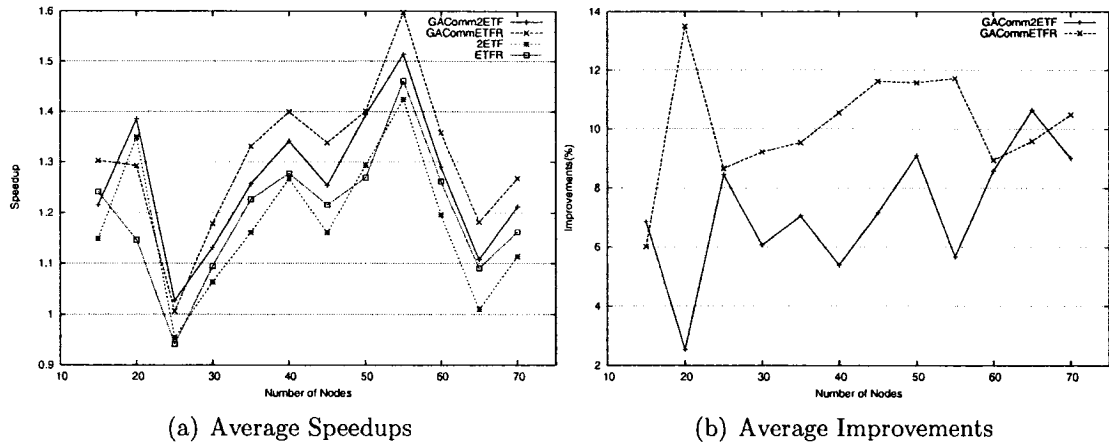 1.6
1.5
1.4
1.3
1.2
1.1
1
0.9
Speedup
10
20
30
40
50
60
70
Number of Nodes
GAComm2ETF
GACommETFR
2ETF
ETFR
(a) Average Speedups
14
12
10
8
6
4
2
Improvements(%)
10
20
30
40
50
60
70
Number of Nodes
GAComm2ETF
GACommETFR
(b) Average Improvements